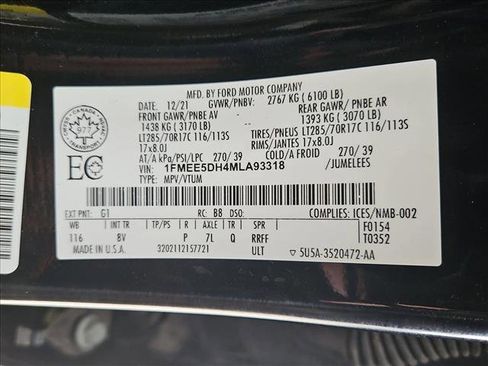 MFD. BY FORD MOTOR COMPANY
DATE: 12/21 GVWR/PNBV: 2767 KG ( 6100 LB)
FRONT GAWR/PNBE AV REAR GAWR/ PNBE AR
1438 KG ( 3170 LB) 1393 KG ( 3070 LB)
LT285/70R17C 116/113S TIRES/PNEUS LT285/70R17C 116/113S
17x8.0J RIMS/JANTES 17x8.0J
AT/A kPa/PSI/LPC 270/39 COLD/A FROID 270/39
VIN: 1FMEE5DH4MLA93318 /JUMELEES
TYPE: MPV/VTUM
CANADA
977
EC
EXT PNT: G1 RC: B8 DSO: COMPLIES: ICES/NMB-002
WB INT TR TP/PS R AXLE TR SPR F0154
116 8V P 7L Q RRFF T0352
MADE IN U.S.A. 3202112157721 ULT 5U5A-3520472-AA